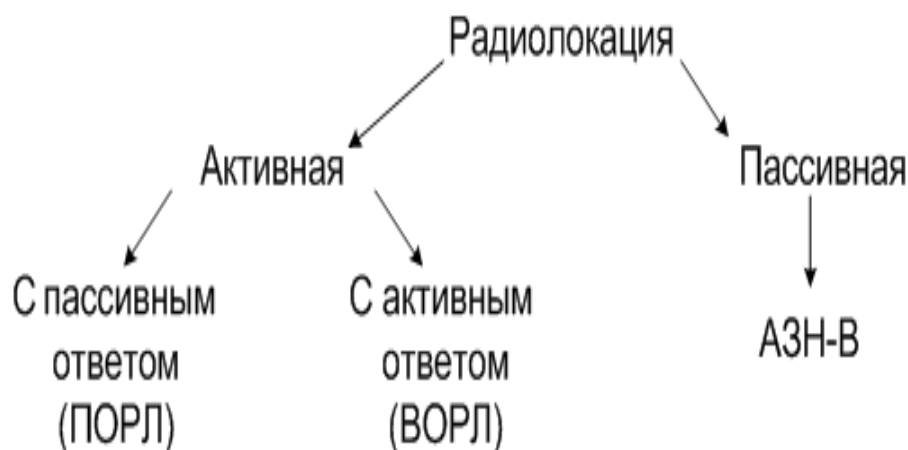 Радиолокация
Активная
Пассивная
С пассивным
ответом
(ПОРЛ)
С активным
ответом
(ВОРЛ)
АЗН-В